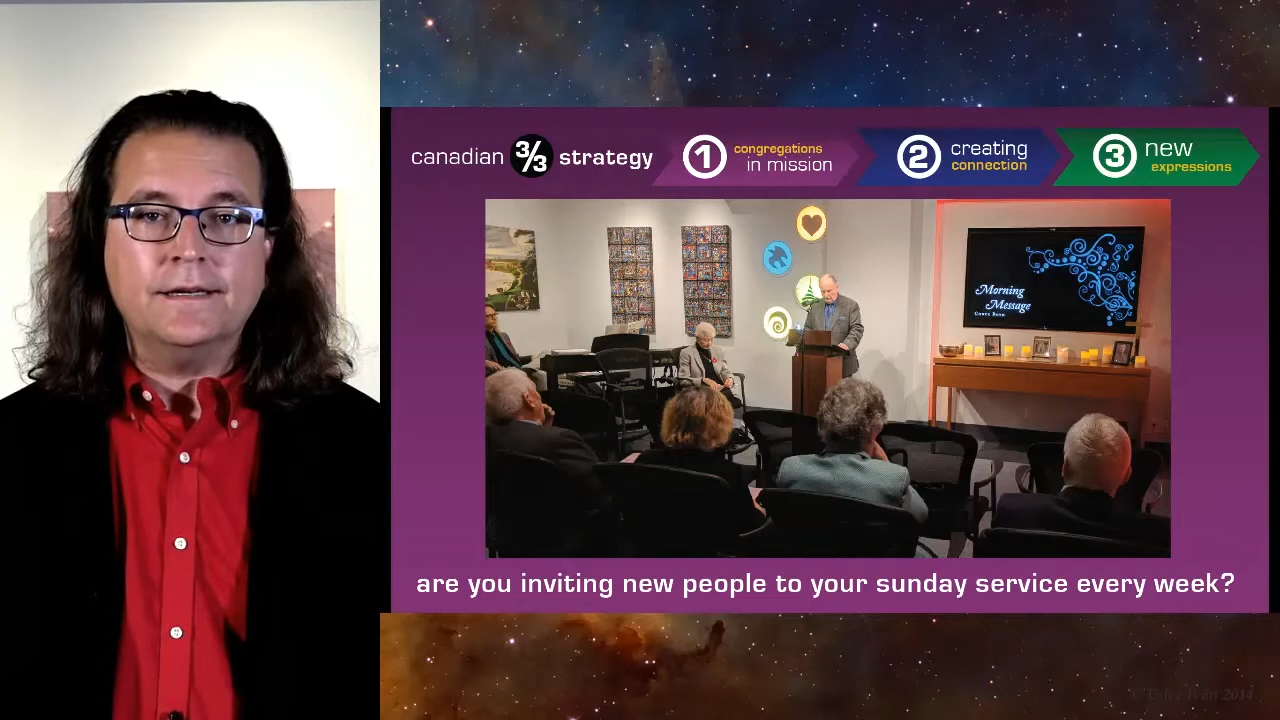 canadian 3/3 strategy
1 congregations
in mission
2 creating
connection
3 new
expressions
Morning
Message
are you inviting new people to your sunday service every week?
2014